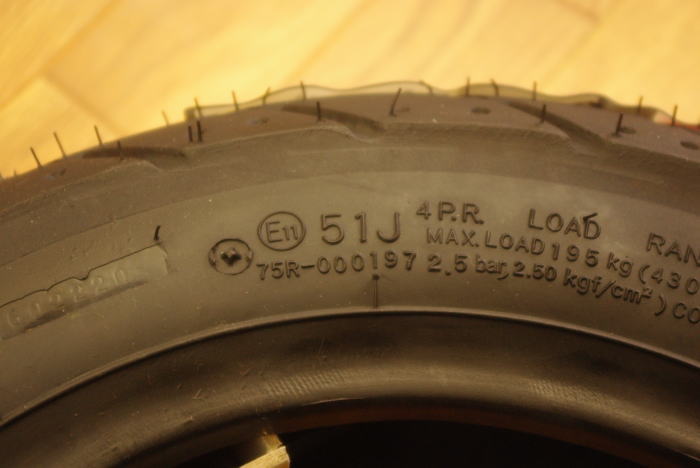 E11 51J 4P.R. LOAD RAN
MAX. LOAD 195 kg (430
75R-000197 2.5 bar, 2.50 kgf/cm²) CO